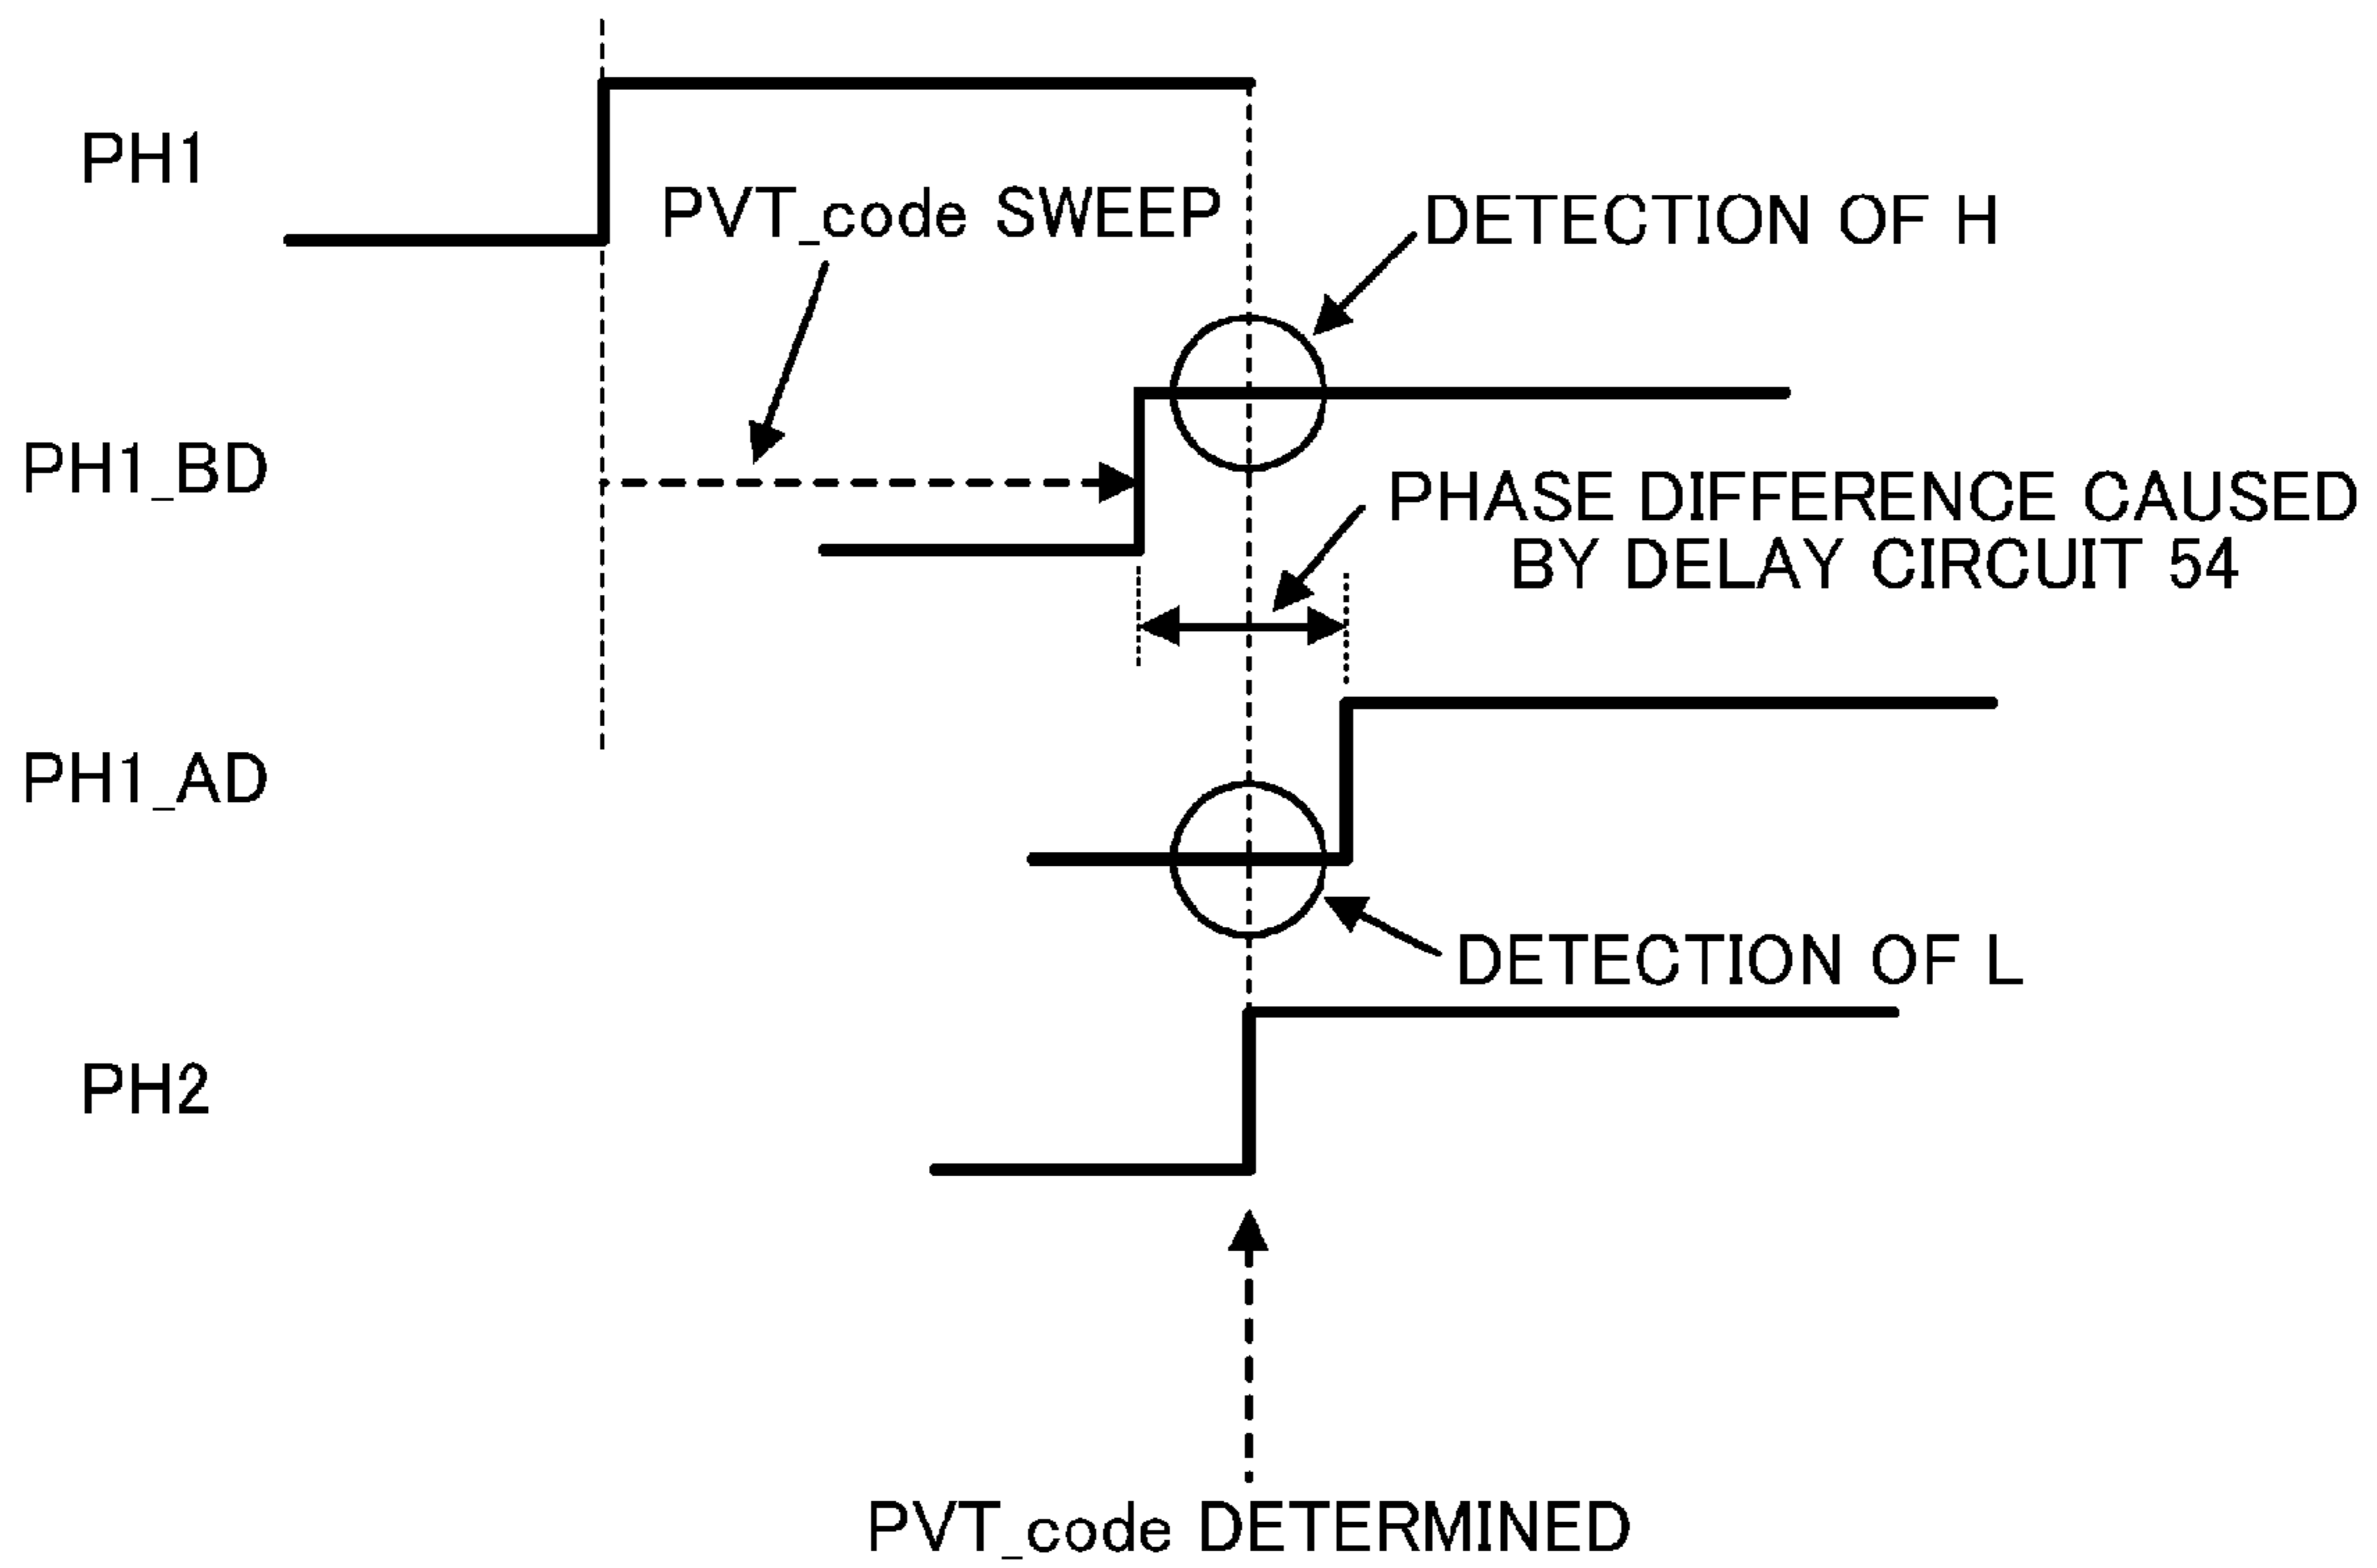 PH1
PVT_code SWEEP
DETECTION OF H
PH1_BD
PHASE DIFFERENCE CAUSED
BY DELAY CIRCUIT 54
PH1_AD
DETECTION OF L
PH2
PVT_code DETERMINED